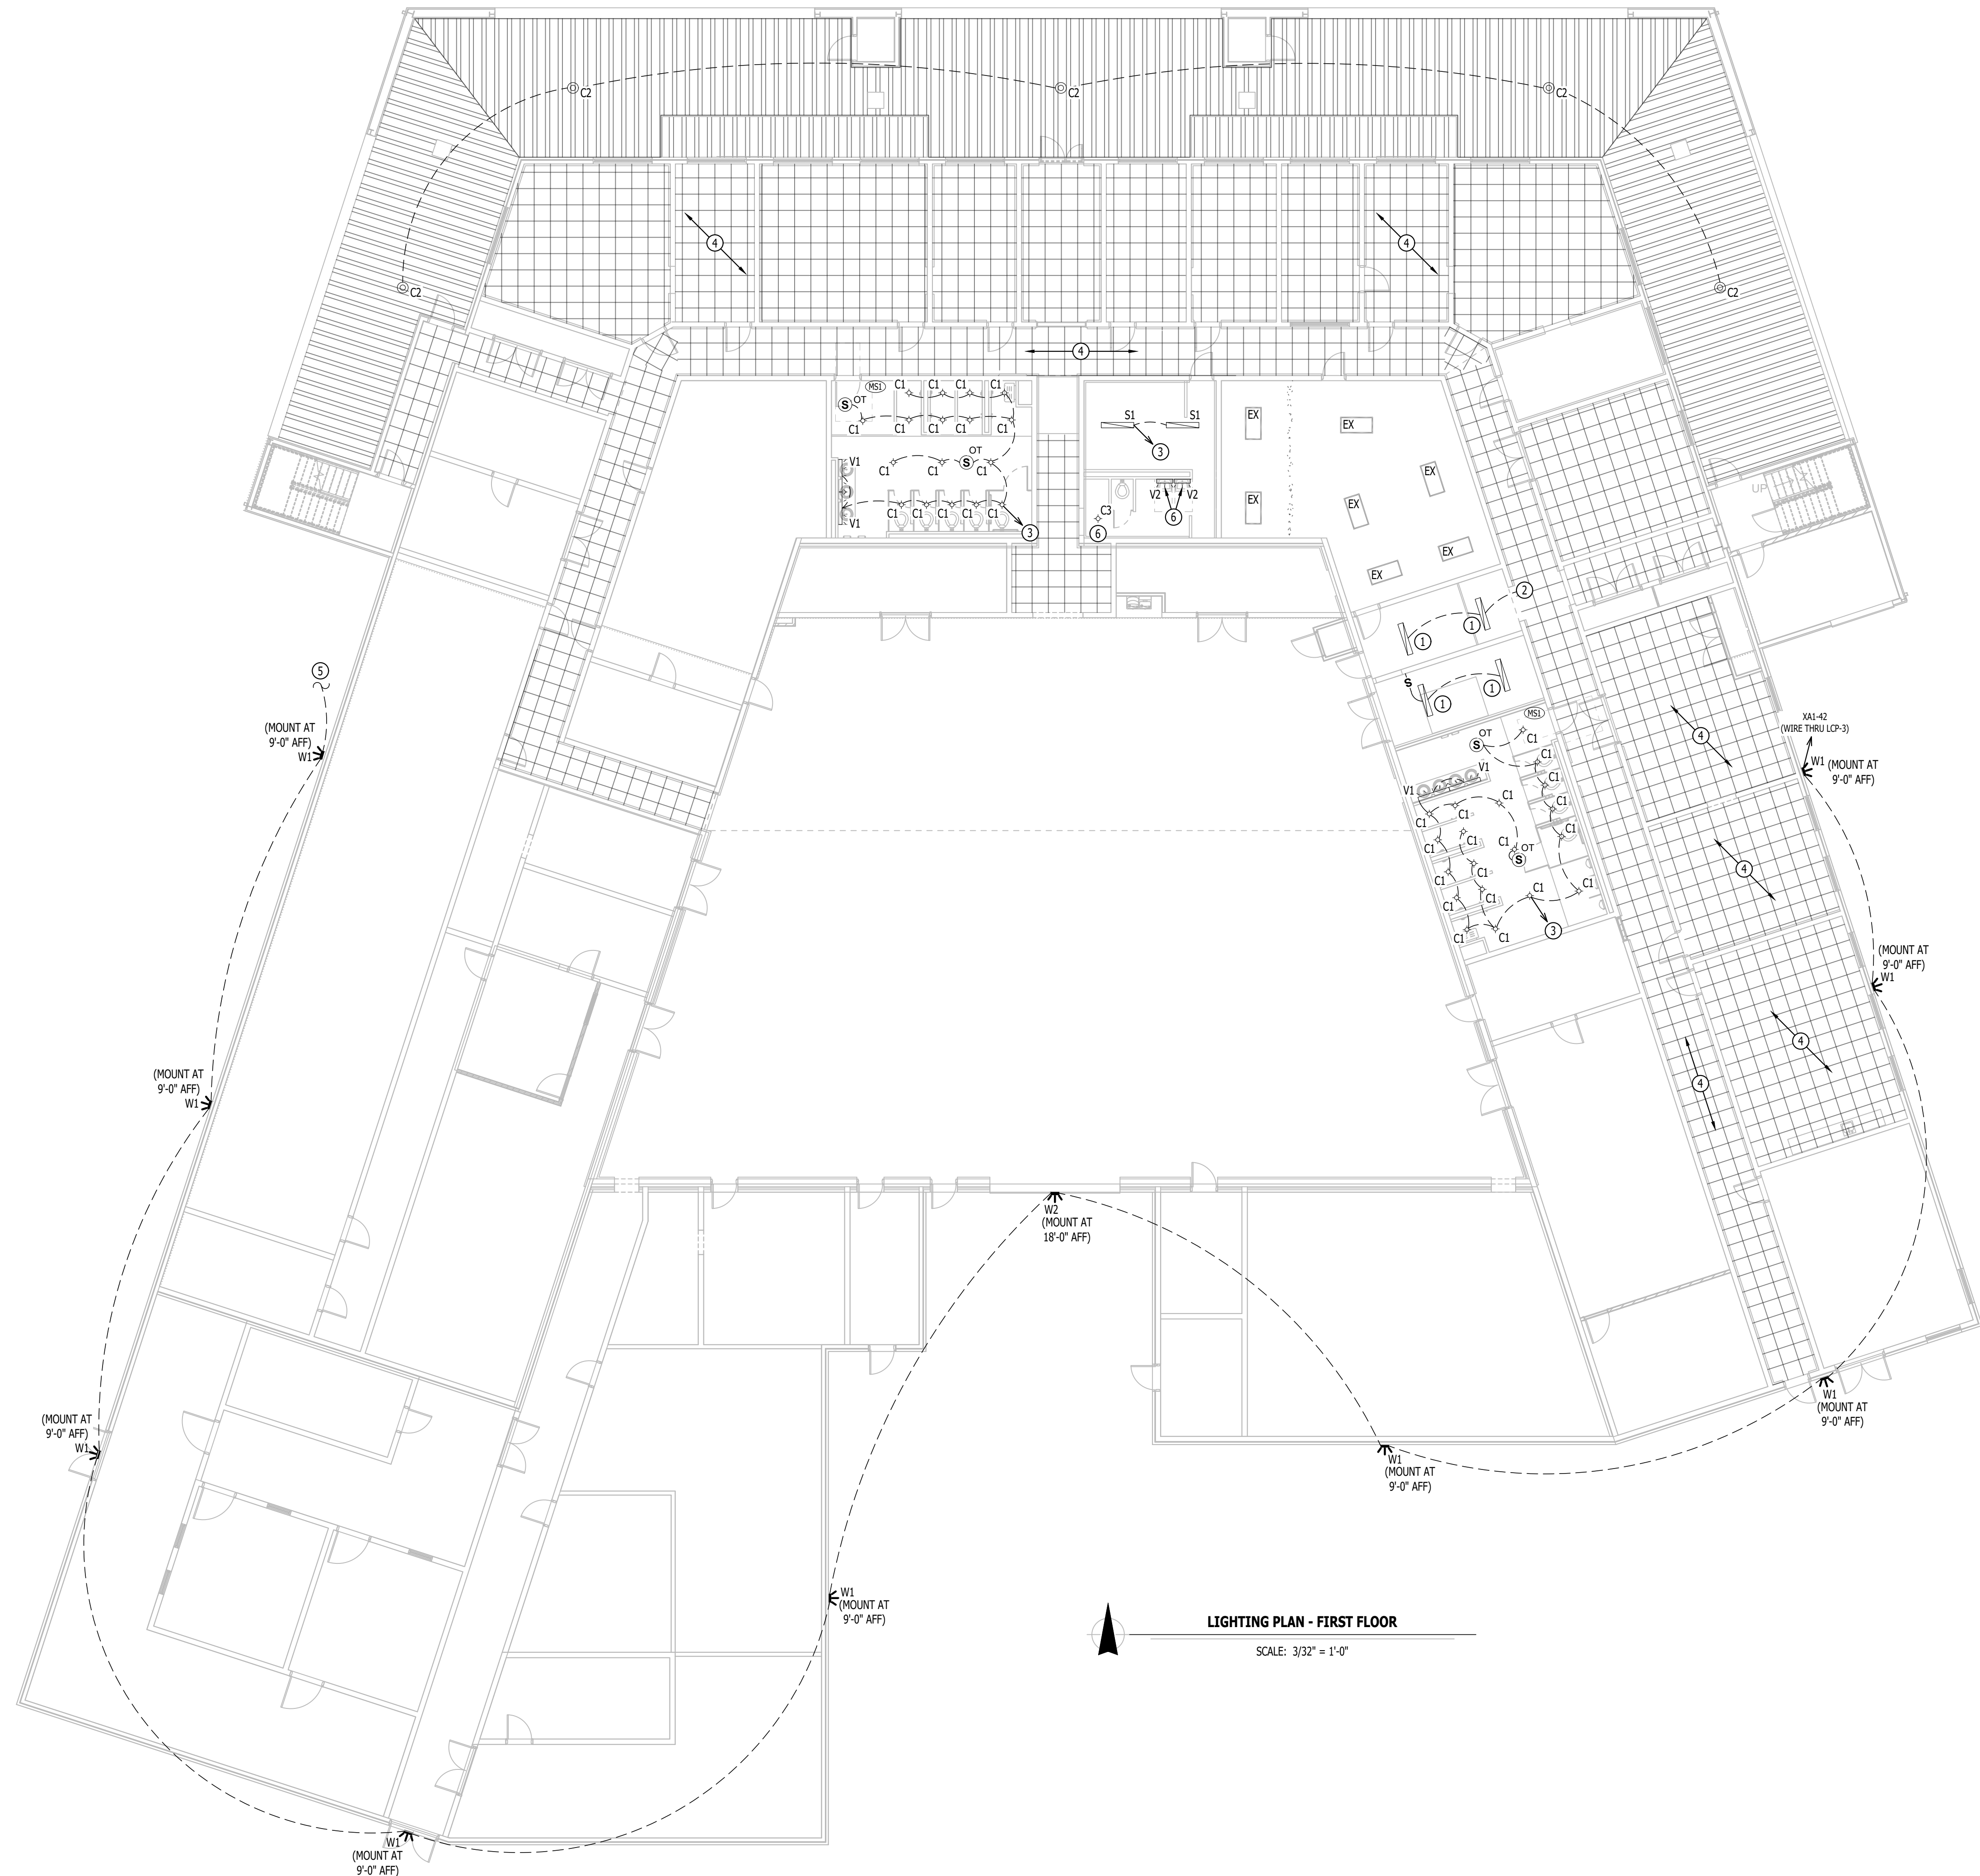 C2
C2
C2
C2
C2
4
4
4
MS1
C1
C1
C1
C1
S
OT
C1
C1
C1
C1
C1
S1
S1
3
EX
EX
OT
S
V1
C1
C1
C1
EX
V2
V2
EX
EX
UP
C3
6
C1
C1
C1
C1
C1
V1
6
3
EX
EX
2
1
1
5
S
1
1
MS1
(MOUNT AT
9'-0" AFF)
W1
OT
S
C1
4
XA1-42
(WIRE THRU LCP-3)
W1
(MOUNT AT
9'-0" AFF)
C1
V1
C1
V1
C1
C1
C1
C1
C1
C1
C1
C1
OT
S
4
C1
C1
C1
C1
C1
C1
C1
C1
3
(MOUNT AT
9'-0" AFF)
W1
4
4
(MOUNT AT
9'-0" AFF)
W1
W2
(MOUNT AT
18'-0" AFF)
W1
(MOUNT AT
9'-0" AFF)
(MOUNT AT
9'-0" AFF)
W1
W1
(MOUNT AT
9'-0" AFF)
W1
(MOUNT AT
9'-0" AFF)
LIGHTING PLAN - FIRST FLOOR
SCALE: 3/32" = 1'-0"
W1
(MOUNT AT
9'-0" AFF)